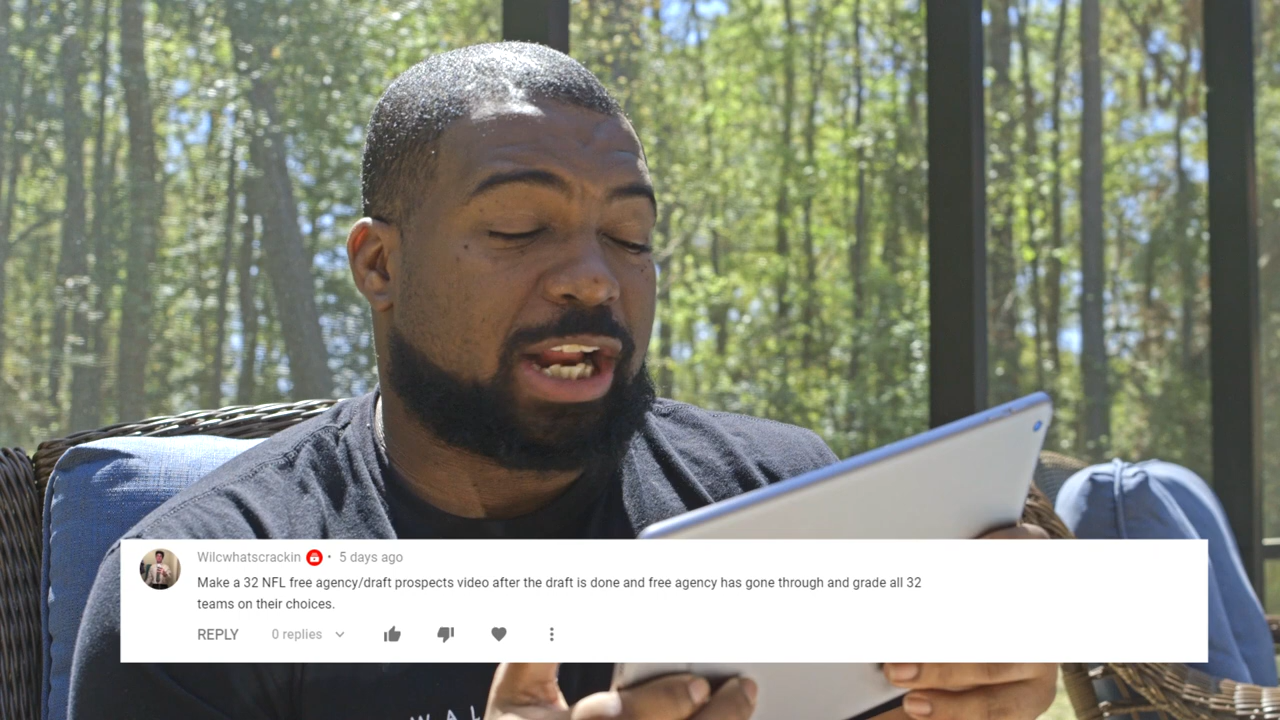 Wilcwhatscrackin • 5 days ago
Make a 32 NFL free agency/draft prospects video after the draft is done and free agency has gone through and grade all 32
teams on their choices.
REPLY 0 replies
W A L